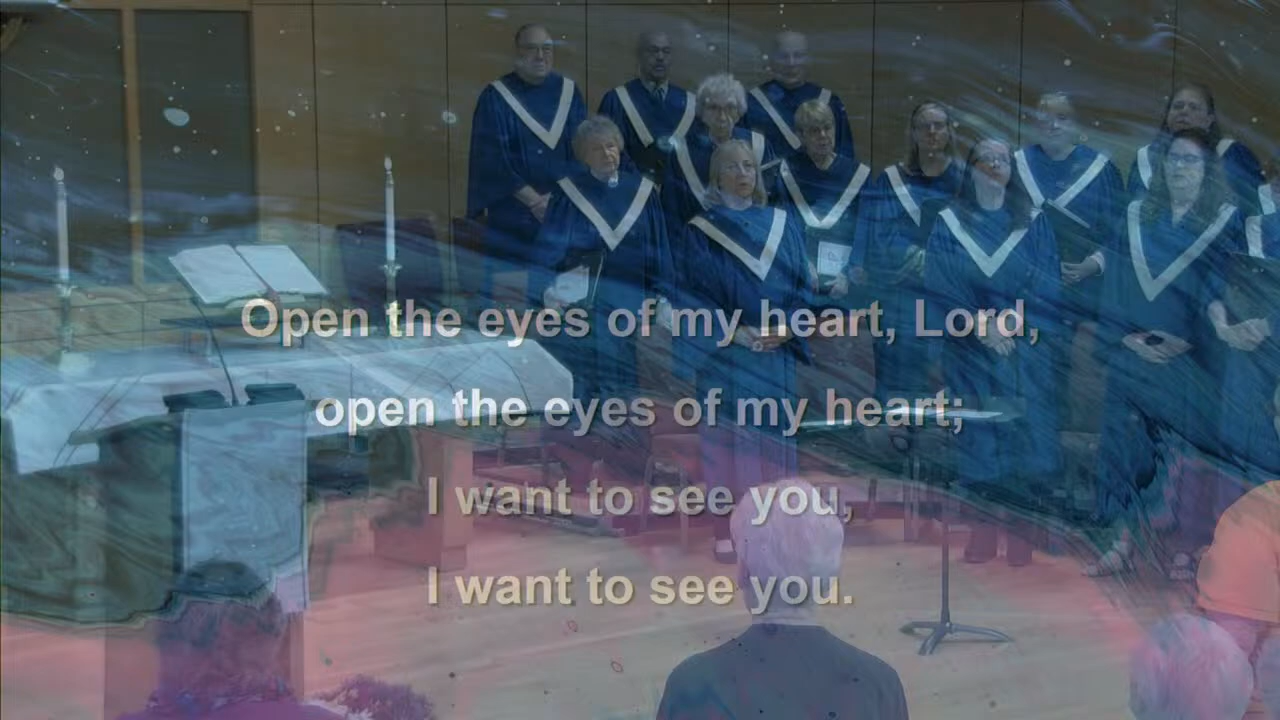 Open the eyes of my heart, Lord,
open the eyes of my heart;
I want to see you,
I want to see you.